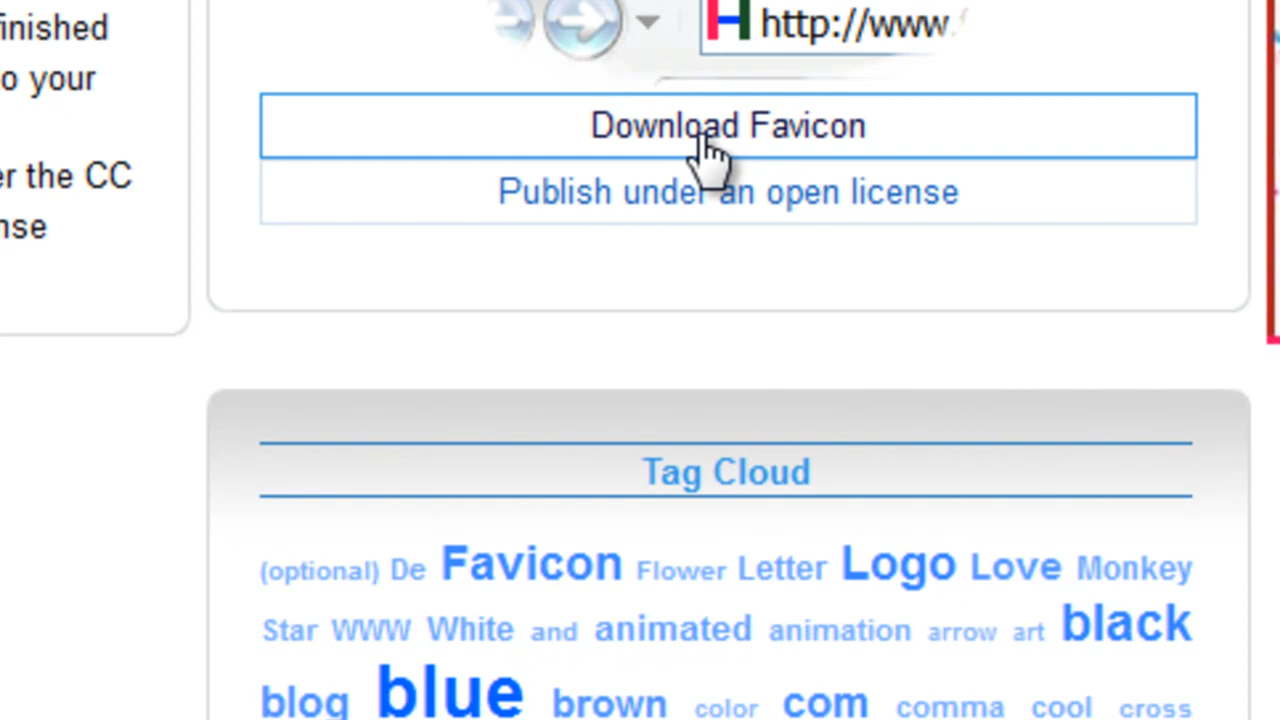 inished
o your
er the CC
nse
http://www.
Download Favicon
Publish under an open license
Tag Cloud
(optional) De Favicon Flower Letter Logo Love Monkey
Star WWW White and animated animation arrow art black
blog blue brown color com comma cool cross